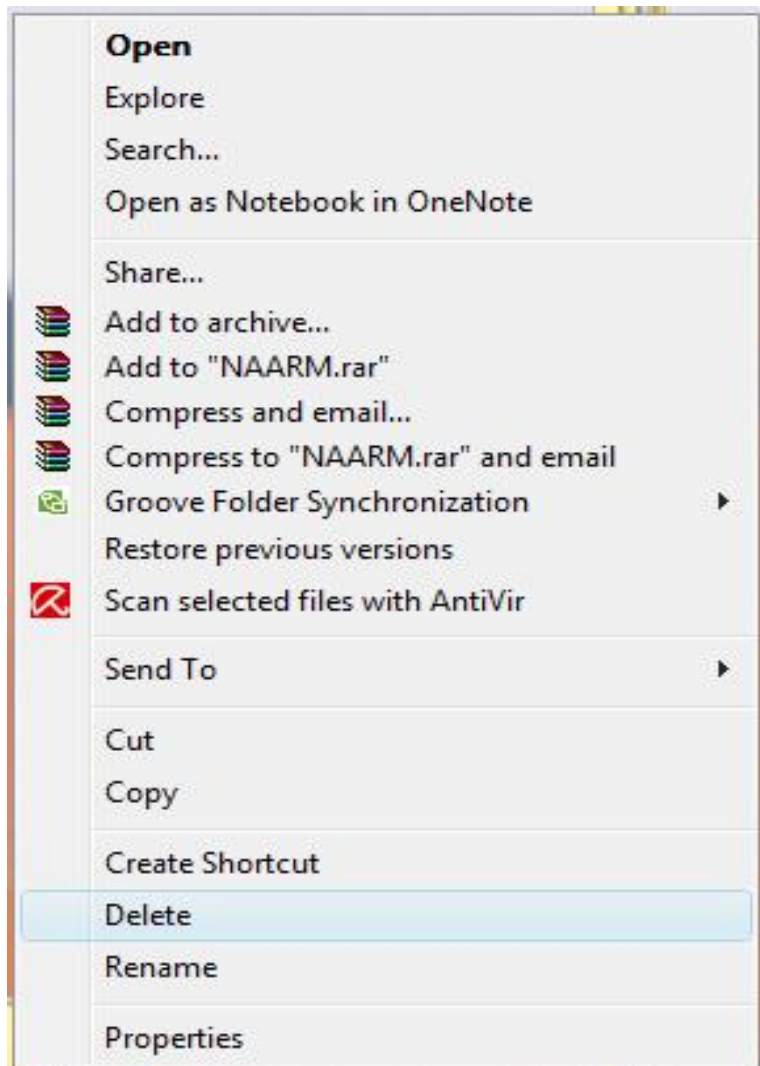 Open
Explore
Search...
Open as Notebook in OneNote
Share...
Add to archive...
Add to "NAARM.rar"
Compress and email...
Compress to "NAARM.rar" and email
Groove Folder Synchronization
Restore previous versions
Scan selected files with AntiVir
Send To
Cut
Copy
Create Shortcut
Delete
Rename
Properties